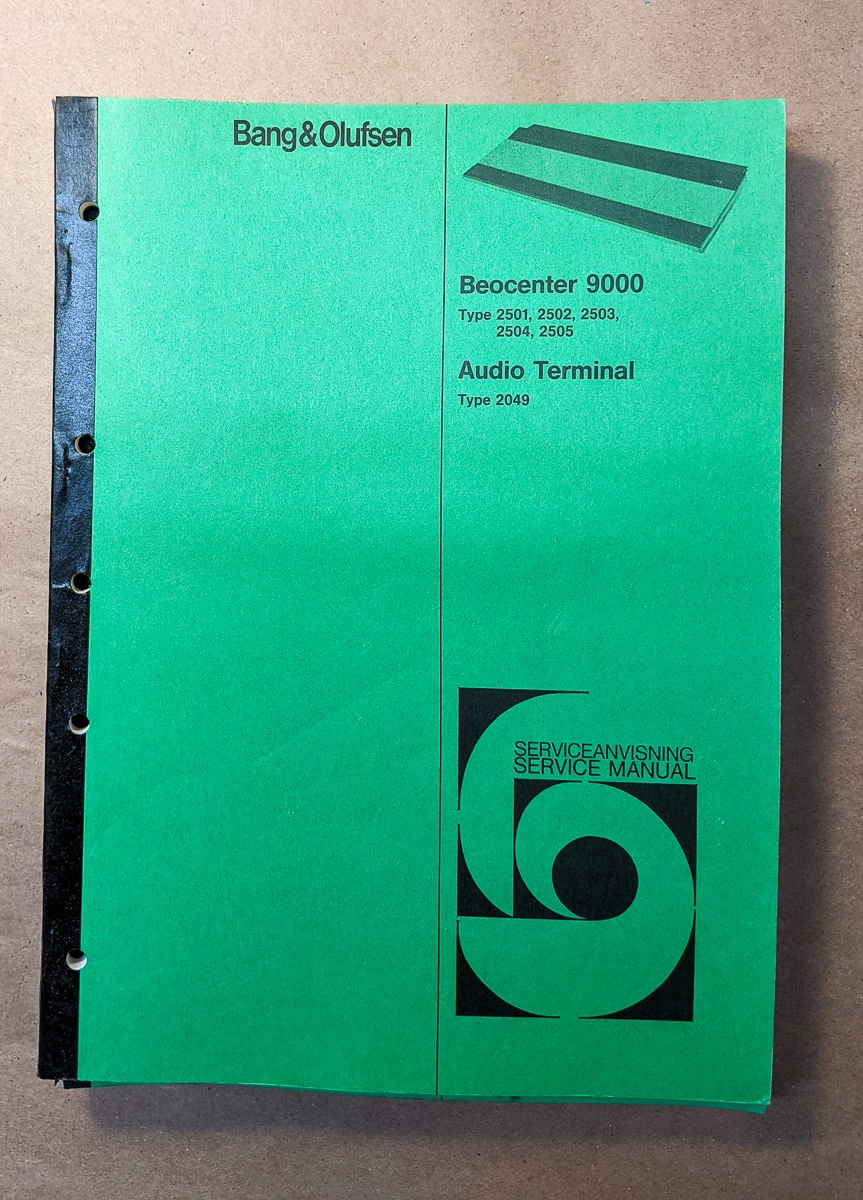 Bang&Olufsen
Beocenter 9000
Type 2501, 2502, 2503,
2504, 2505
Audio Terminal
Type 2049
SERVICEANVISNING
SERVICE MANUAL